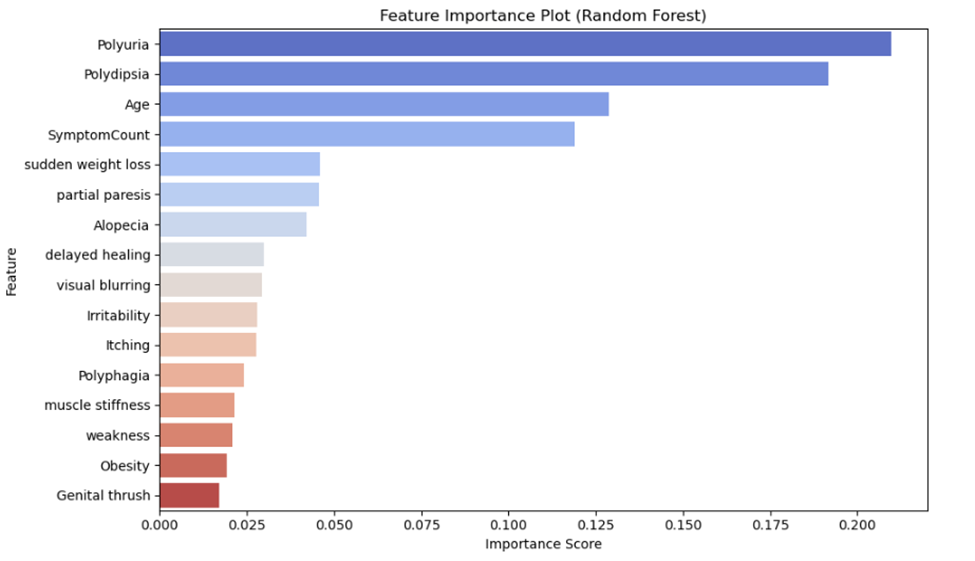 Feature Importance Plot (Random Forest)
Polyuria
Polydipsia
Age
SymptomCount
sudden weight loss
partial paresis
Alopecia
delayed healing
visual blurring
Irritability
Itching
Polyphagia
muscle stiffness
weakness
Obesity
Genital thrush
Feature
0.000 0.025 0.050 0.075 0.100 0.125 0.150 0.175 0.200
Importance Score